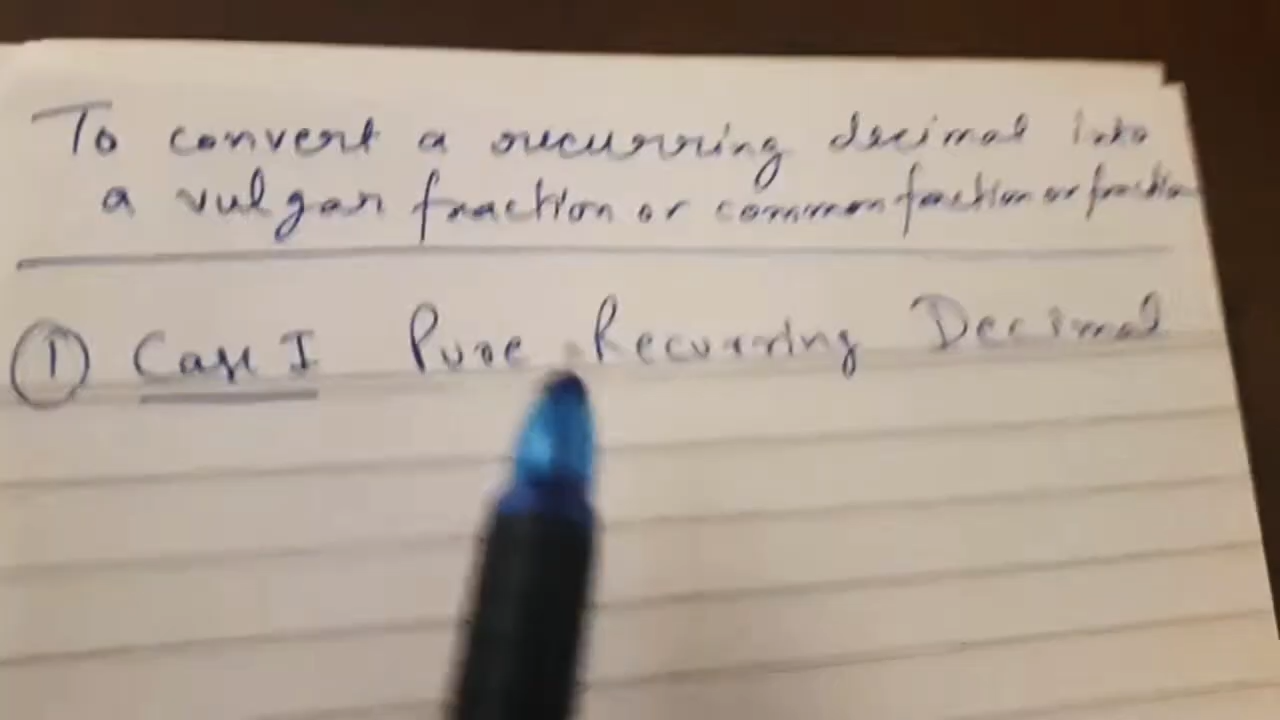 To convert a recurring decimal into
a vulgar fraction or common fraction or fraction
① Case I Pure Recurring Decimal